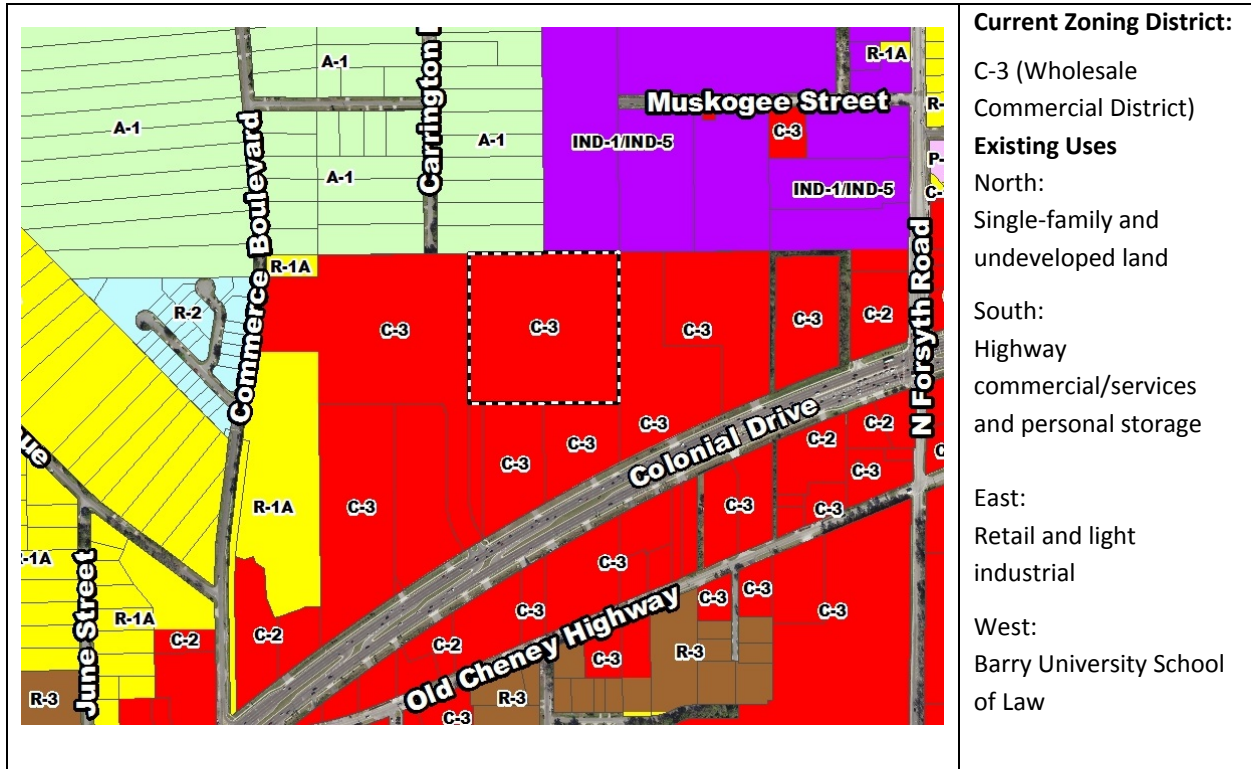 A-1
Carrington
R-1A
Muskogee Street
R-
A-1
A-1
IND-1/IND-5
C-3
P-
A-1
IND-1/IND-5
C-
Commerce Boulevard
N Forsyth Road
R-1A
R-2
C-3
C-3
C-3
C-3
C-2
Colonial Drive
C-3
C-3
C-3
C-2
C-2
C-3
C-3
R-1A
C-3
C-3
C-3
ue
-1A
June Street
R-1A
C-2
C-2
C-3
C-3
C-3
C-3
C-3
C-2
Old Cheney Highway
C-3
R-3
R-3
R-3
C-3
Current Zoning District:
C-3 (Wholesale
Commercial District)
Existing Uses
North:
Single-family and
undeveloped land
South:
Highway
commercial/services
and personal storage
East:
Retail and light
industrial
West:
Barry University School
of Law